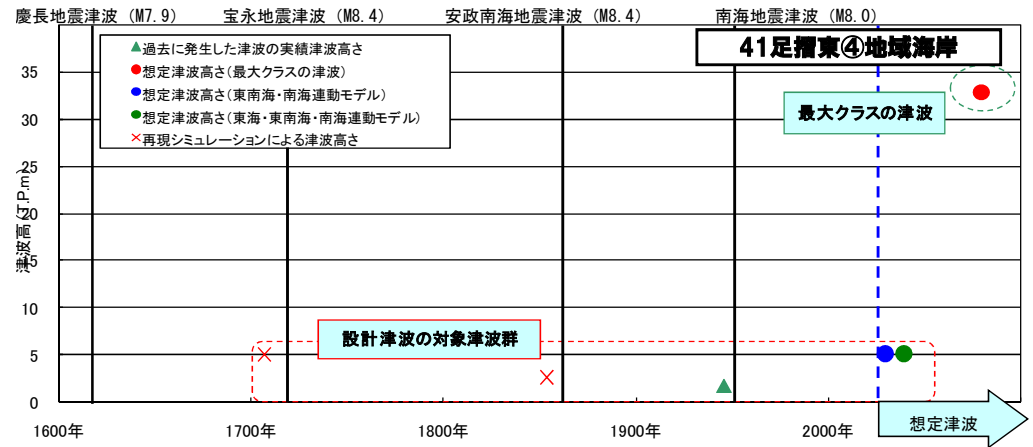 慶長地震津波（M7.9） 宝永地震津波（M8.4） 安政南海地震津波（M8.4） 南海地震津波（M8.0）
41足摺東④地域海岸
過去に発生した津波の実績津波高さ
想定津波高さ(最大クラスの津波)
想定津波高さ(東南海・南海連動モデル)
想定津波高さ(東海・東南海・南海連動モデル)
再現シミュレーションによる津波高さ
最大クラスの津波
津波高(T.P.m)
35
30
25
20
15
10
5
0
設計津波の対象津波群
1600年 1700年 1800年 1900年 2000年
想定津波